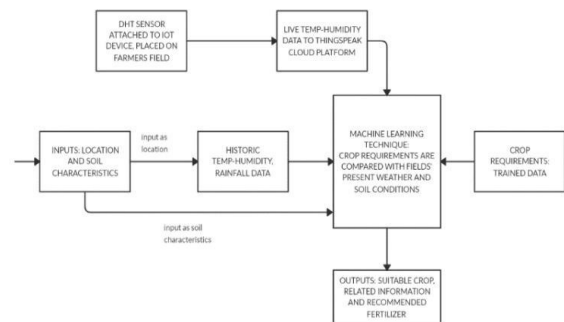 DHT SENSOR
ATTACHED TO IOT
DEVICE, PLACED ON
FARMERS FIELD
LIVE TEMP-HUMIDITY
DATA TO THINGSPEAK
CLOUD PLATFORM
INPUTS: LOCATION
AND SOIL
CHARACTERISTICS
input as
location
HISTORIC
TEMP-HUMIDITY,
RAINFALL DATA
MACHINE LEARNING
TECHNIQUE:
CROP REQUIREMENTS ARE
COMPARED WITH FIELDS'
PRESENT WEATHER AND
SOIL CONDITIONS
CROP
REQUIREMENTS:
TRAINED DATA
input as soil
characteristics
OUTPUTS: SUITABLE CROP,
RELATED INFORMATION
AND RECOMMENDED
FERTILIZER